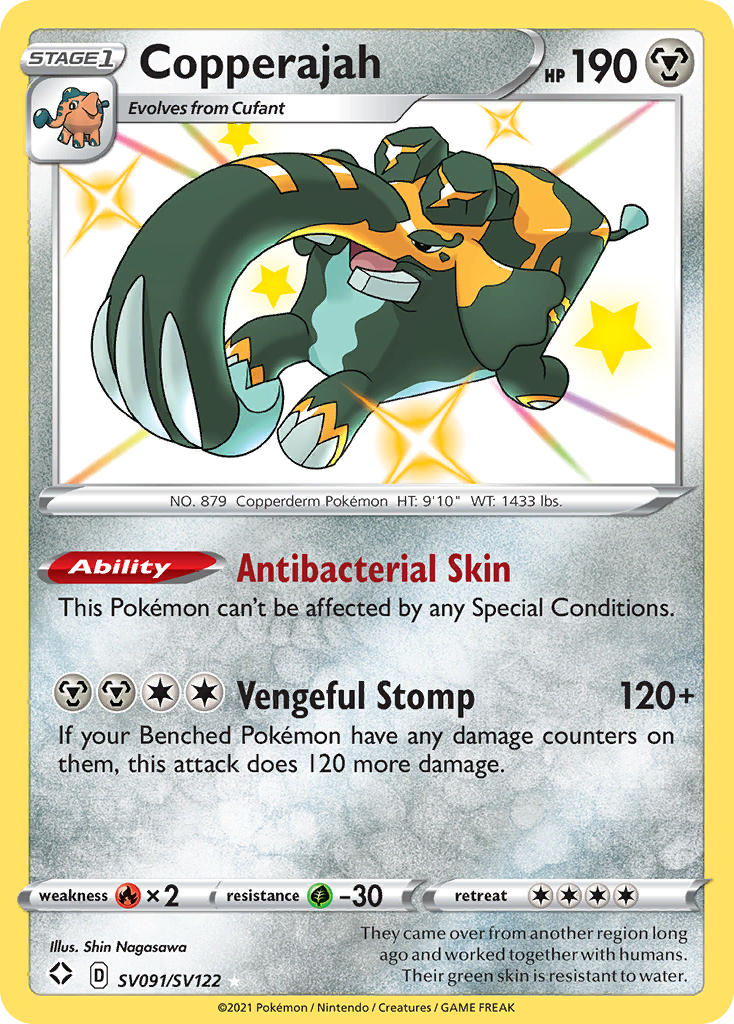 STAGE 1
Copperajah
HP 190
Evolves from Cufant
NO. 879 Copperderm Pokémon HT: 9'10" WT: 1433 lbs.
Ability Antibacterial Skin
This Pokémon can't be affected by any Special Conditions.
Vengeful Stomp 120+
If your Benched Pokémon have any damage counters on
them, this attack does 120 more damage.
weakness ×2 resistance -30 retreat
Illus. Shin Nagasawa
D SV091/SV122
They came over from another region long
ago and worked together with humans.
Their green skin is resistant to water.
©2021 Pokémon / Nintendo / Creatures / GAME FREAK